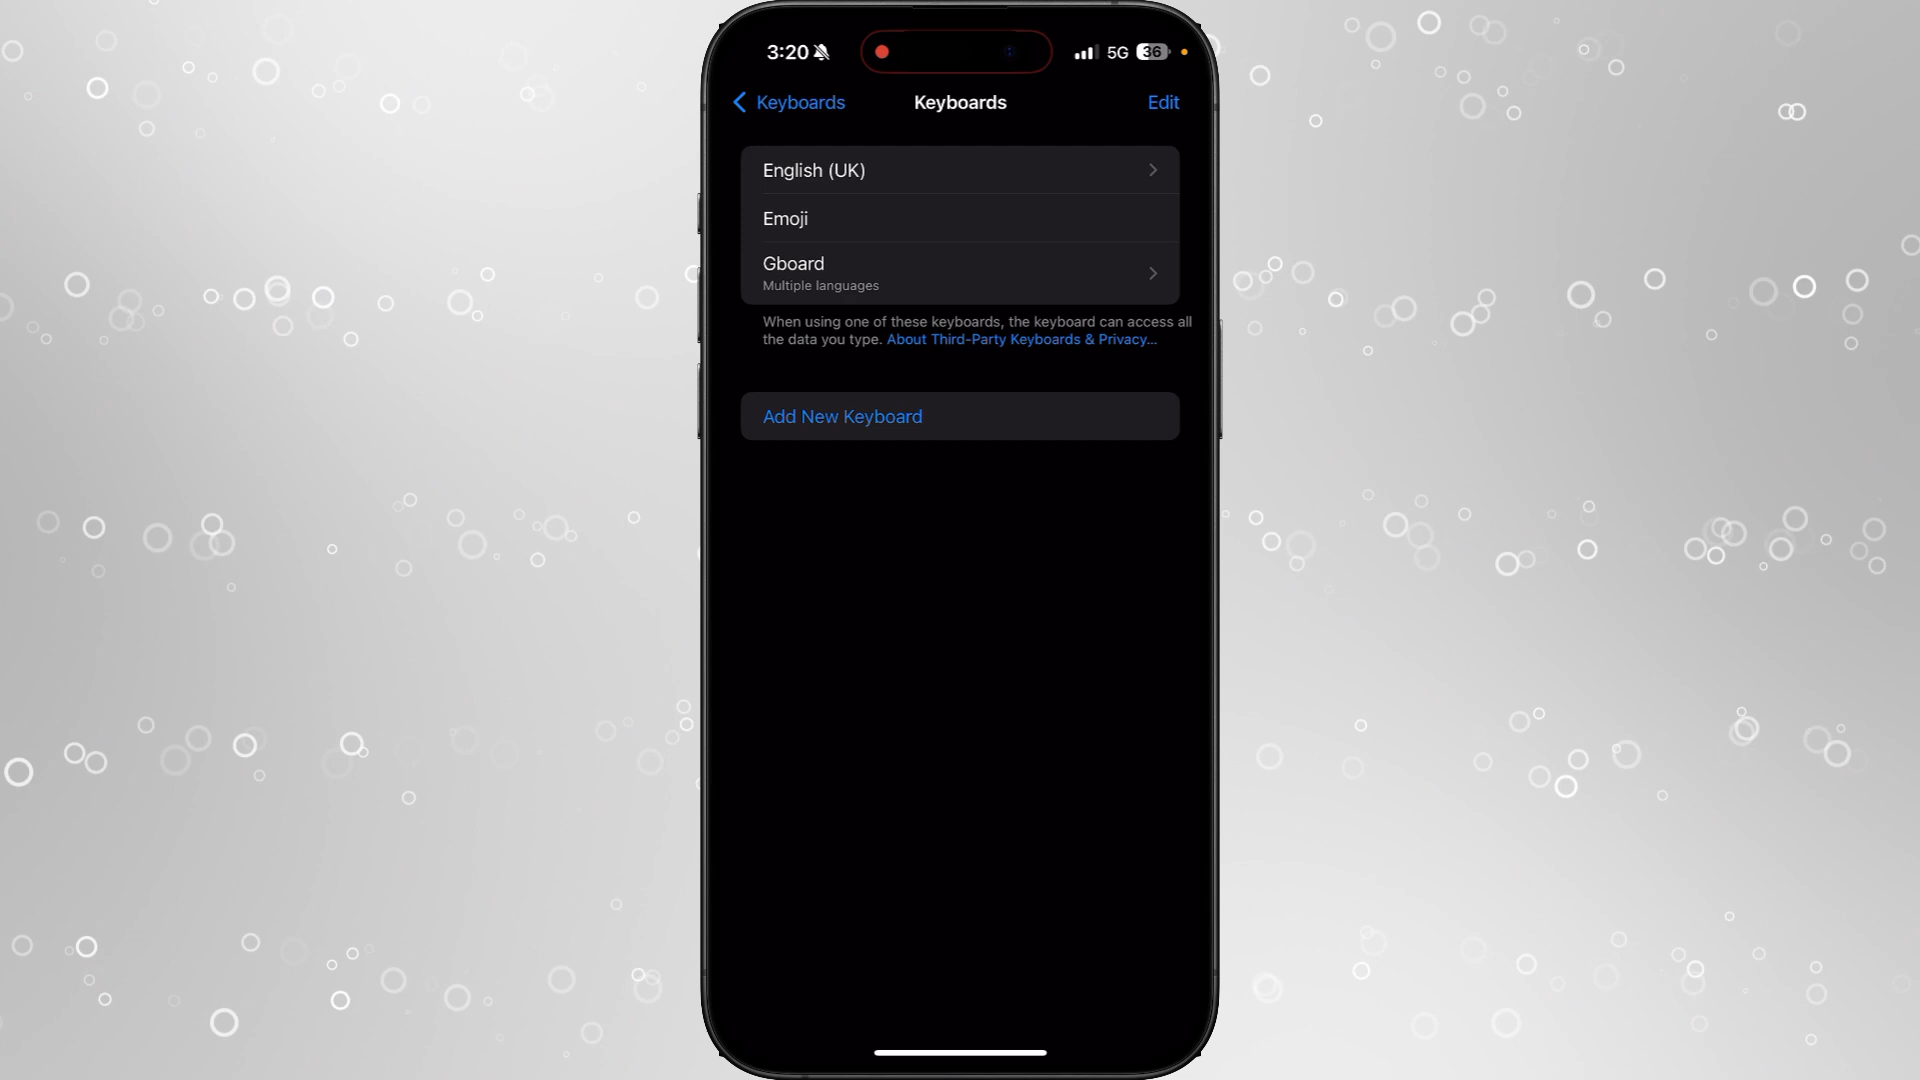 3:20 5G 36
Keyboards Keyboards Edit
English (UK)
Emoji
Gboard
Multiple languages
When using one of these keyboards, the keyboard can access all
the data you type. About Third-Party Keyboards & Privacy...
Add New Keyboard